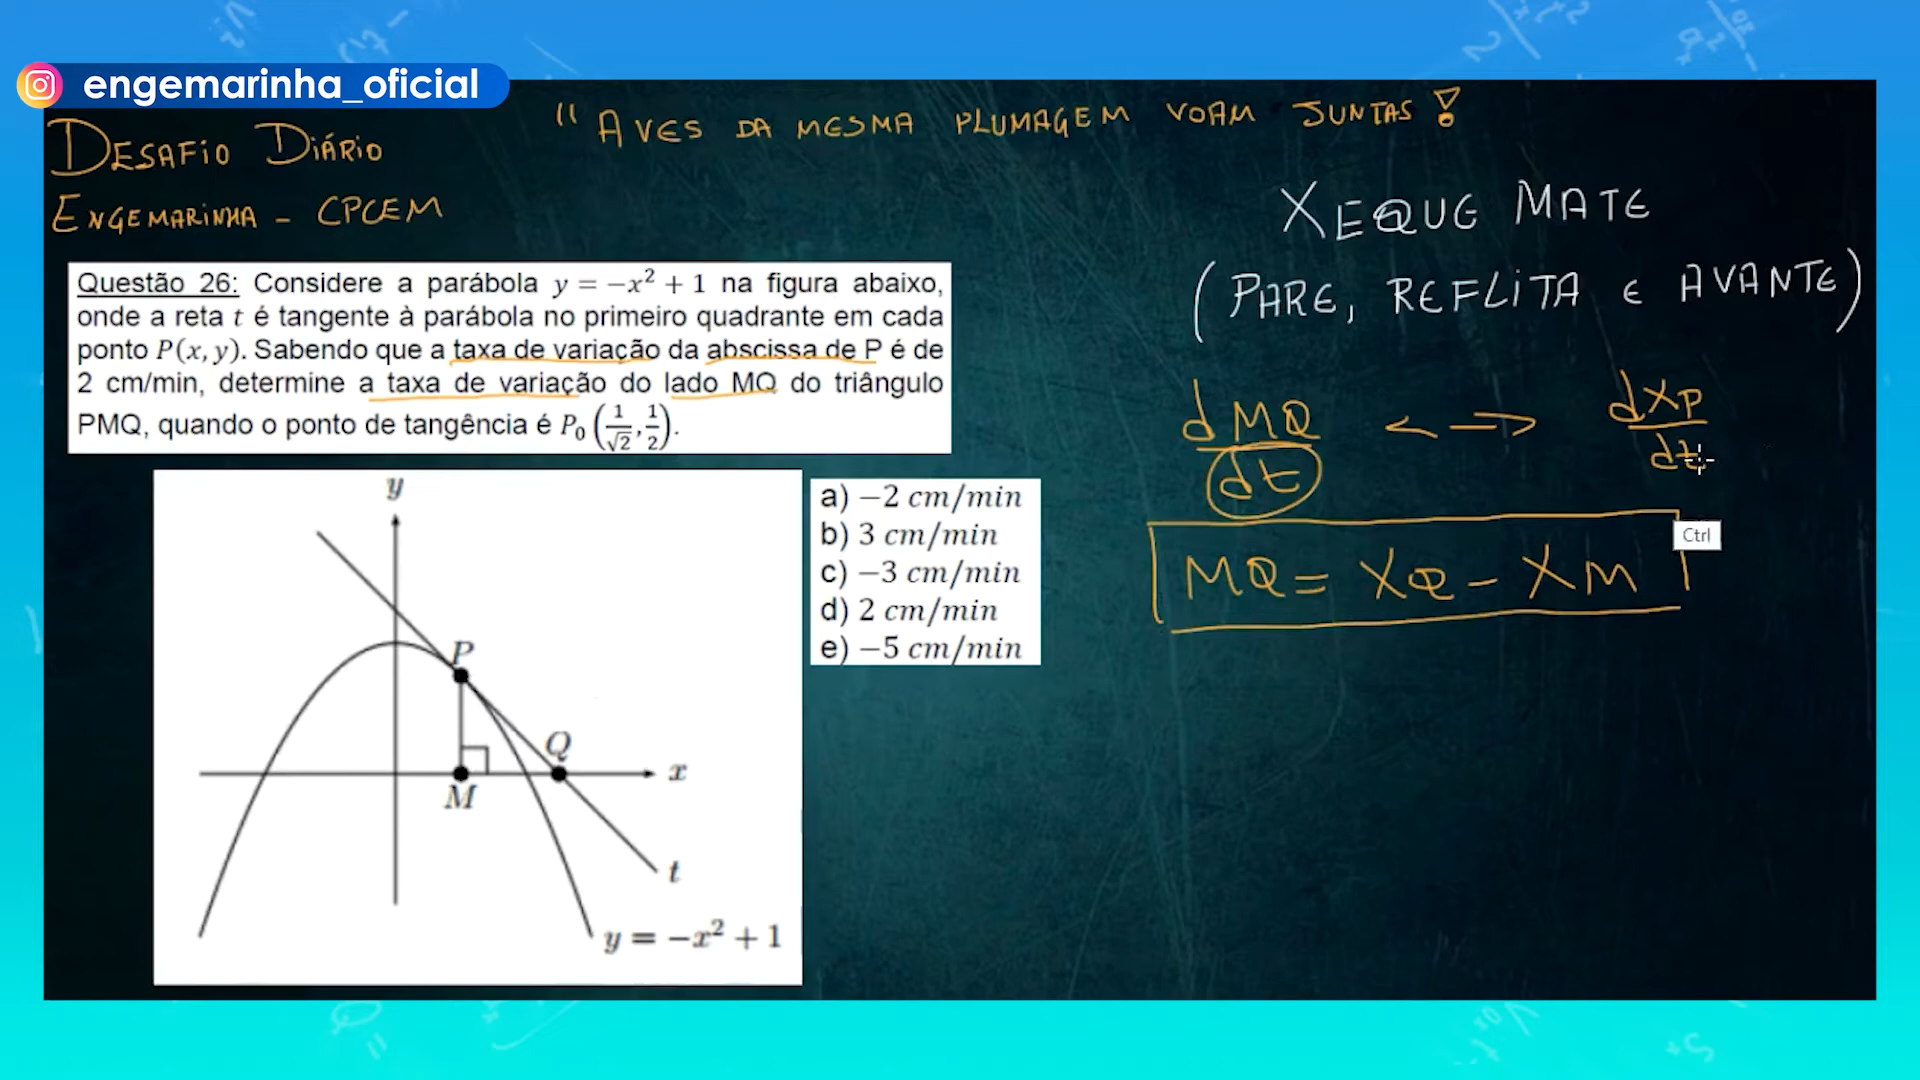 engemarinha_oficial
DESAFIO DIÁRIO
ENGEMARINHA - CPCEM
"AVES DA MESMA PLUMAGEM VOAM JUNTAS!
XEQUE MATE
(PARE, REFLITA E AVANTE)
Questão 26: Considere a parábola y = −x² + 1 na figura abaixo,
onde a reta t é tangente à parábola no primeiro quadrante em cada
ponto P(x, y). Sabendo que a taxa de variação da abscissa de P é de
2 cm/min, determine a taxa de variação do lado MQ do triângulo
PMQ, quando o ponto de tangência é P₀ (1/√2, 1/2).
dMQ/dt <—> dXP/dt
Ctrl
MQ = XQ - XM
a) −2 cm/min
b) 3 cm/min
c) −3 cm/min
d) 2 cm/min
e) −5 cm/min
y
P
Q
x
M
t
y = −x² + 1